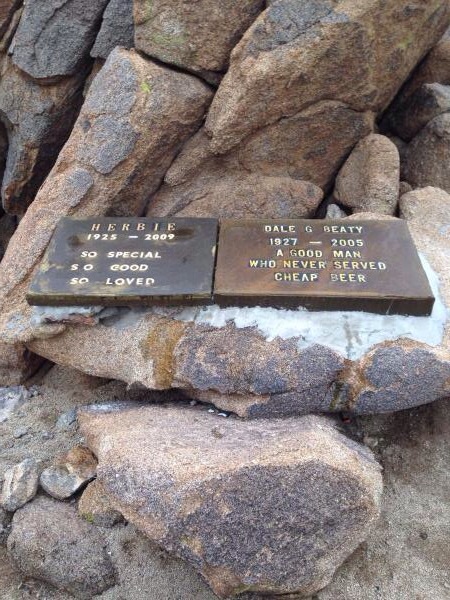 HERBIE
1925 — 2009
SO SPECIAL
SO GOOD
SO LOVED
DALE G BEATY
1927 — 2005
A GOOD MAN
WHO NEVER SERVED
CHEAP BEER